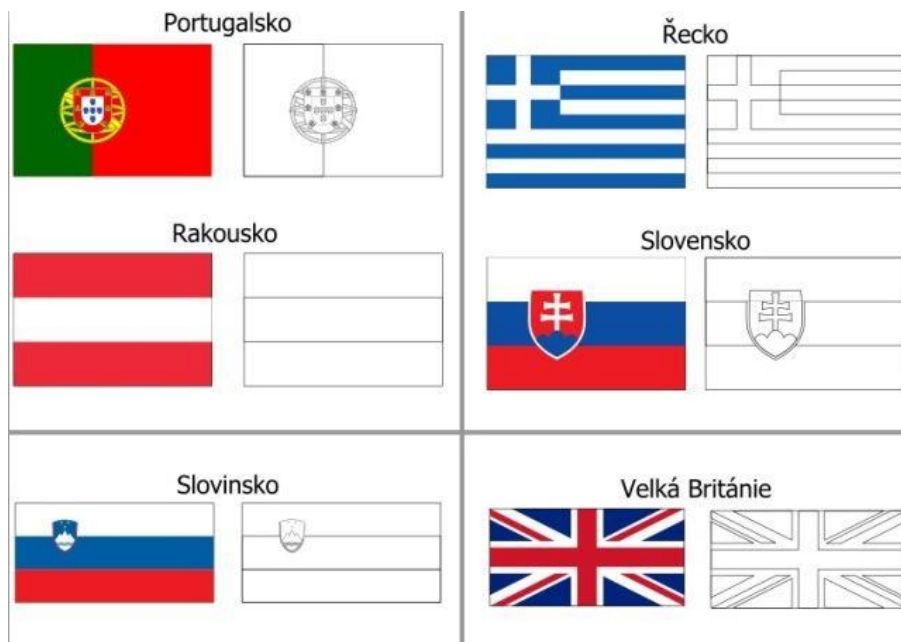 Portugalsko
Řecko
Rakousko
Slovensko
Slovinsko
Velká Británie